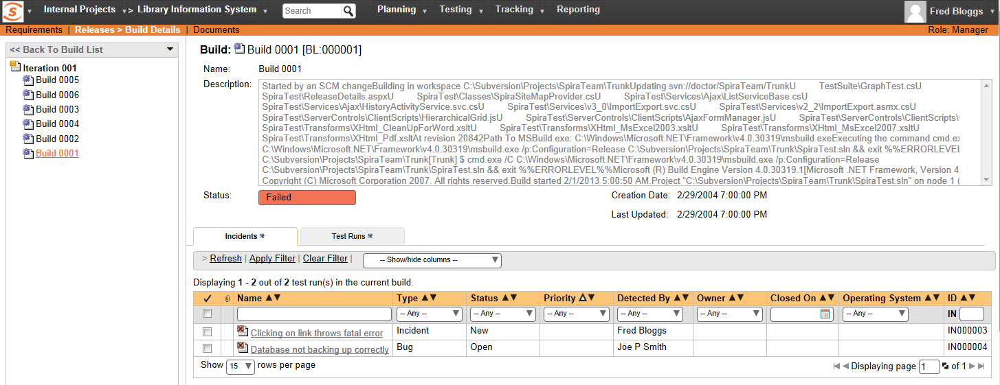 Internal Projects > Library Information System Search Planning Testing Tracking Reporting Fred Bloggs
Requirements | Releases > Build Details | Documents Role: Manager
<< Back To Build List
Iteration 001
Build 0005
Build 0006
Build 0003
Build 0004
Build 0002
Build 0001
Build: Build 0001 [BL:000001]
Name: Build 0001
Description: Started by an SCM changeBuilding in workspace C:\Subversion\Projects\SpiraTeam\TrunkUpdating svn://doctor/SpiraTeam/TrunkU TestSuite\GraphTest.csU
SpiraTest\ReleaseDetails.aspxU SpiraTest\Classes\SpiraSiteMapProvider.csU SpiraTest\Services\Ajax\ListServiceBase.csU
SpiraTest\Services\Ajax\HistoryActivityService.svc.csU SpiraTest\Services\v3_0\ImportExport.svc.csU SpiraTest\Services\v2_2\ImportExport.asmx.csU
SpiraTest\ServerControls\ClientScripts\HierarchicalGrid.jsU SpiraTest\ServerControls\ClientScripts\AjaxFormManager.jsU SpiraTest\ServerControls\ClientScripts\
SpiraTest\Transforms\XHtml_CleanUpForWord.xsltU SpiraTest\Transforms\XHtml_MsExcel2003.xsltU SpiraTest\Transforms\XHtml_MsExcel2007.xsltU
SpiraTest\Transforms\XHtml_Pdf.xsltAt revision 20842Path To MSBuild.exe: C:\Windows\Microsoft.NET\Framework\v4.0.30319\msbuild.exeExecuting the command cmd.ex
C:\Windows\Microsoft.NET\Framework\v4.0.30319\msbuild.exe /p:Configuration=Release C:\Subversion\Projects\SpiraTeam\Trunk\SpiraTest.sln && exit %%ERRORLEVEL
C:\Subversion\Projects\SpiraTeam\Trunk[Trunk] $ cmd.exe /C C:\Windows\Microsoft.NET\Framework\v4.0.30319\msbuild.exe /p:Configuration=Release
C:\Subversion\Projects\SpiraTeam\Trunk\SpiraTest.sln && exit %%ERRORLEVEL%%Microsoft (R) Build Engine Version 4.0.30319.1[Microsoft .NET Framework, Version 4
Copyright (C) Microsoft Corporation 2007. All rights reserved.Build started 2/1/2013 5:00:50 AM.Project "C:\Subversion\Projects\SpiraTeam\Trunk\SpiraTest.sln" on node 1 (
Status: Failed Creation Date: 2/29/2004 7:00:00 PM
Last Updated: 2/29/2004 7:00:00 PM
Incidents Test Runs
> Refresh | Apply Filter | Clear Filter | -- Show/hide columns --
Displaying 1 - 2 out of 2 test run(s) in the current build.
Name Type Status Priority Detected By Owner Closed On Operating System ID
-- Any -- -- Any -- -- Any -- -- Any -- -- Any -- -- Any -- IN
Clicking on link throws fatal error Incident New Fred Bloggs IN000003
Database not backing up correctly Bug Open Joe P Smith IN000004
Show 15 rows per page Displaying page 1 of 1